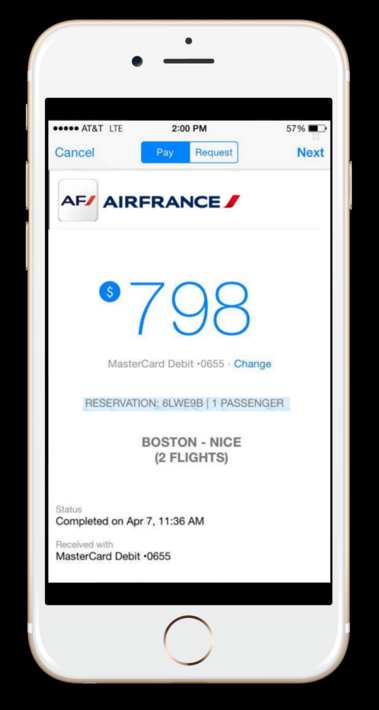 AT&T LTE 2:00 PM 57%
Cancel Pay Request Next
AF AIRFRANCE
$ 798
MasterCard Debit •0655 - Change
RESERVATION: 6LWE9B | 1 PASSENGER
BOSTON - NICE
(2 FLIGHTS)
Status
Completed on Apr 7, 11:36 AM
Received with
MasterCard Debit •0655